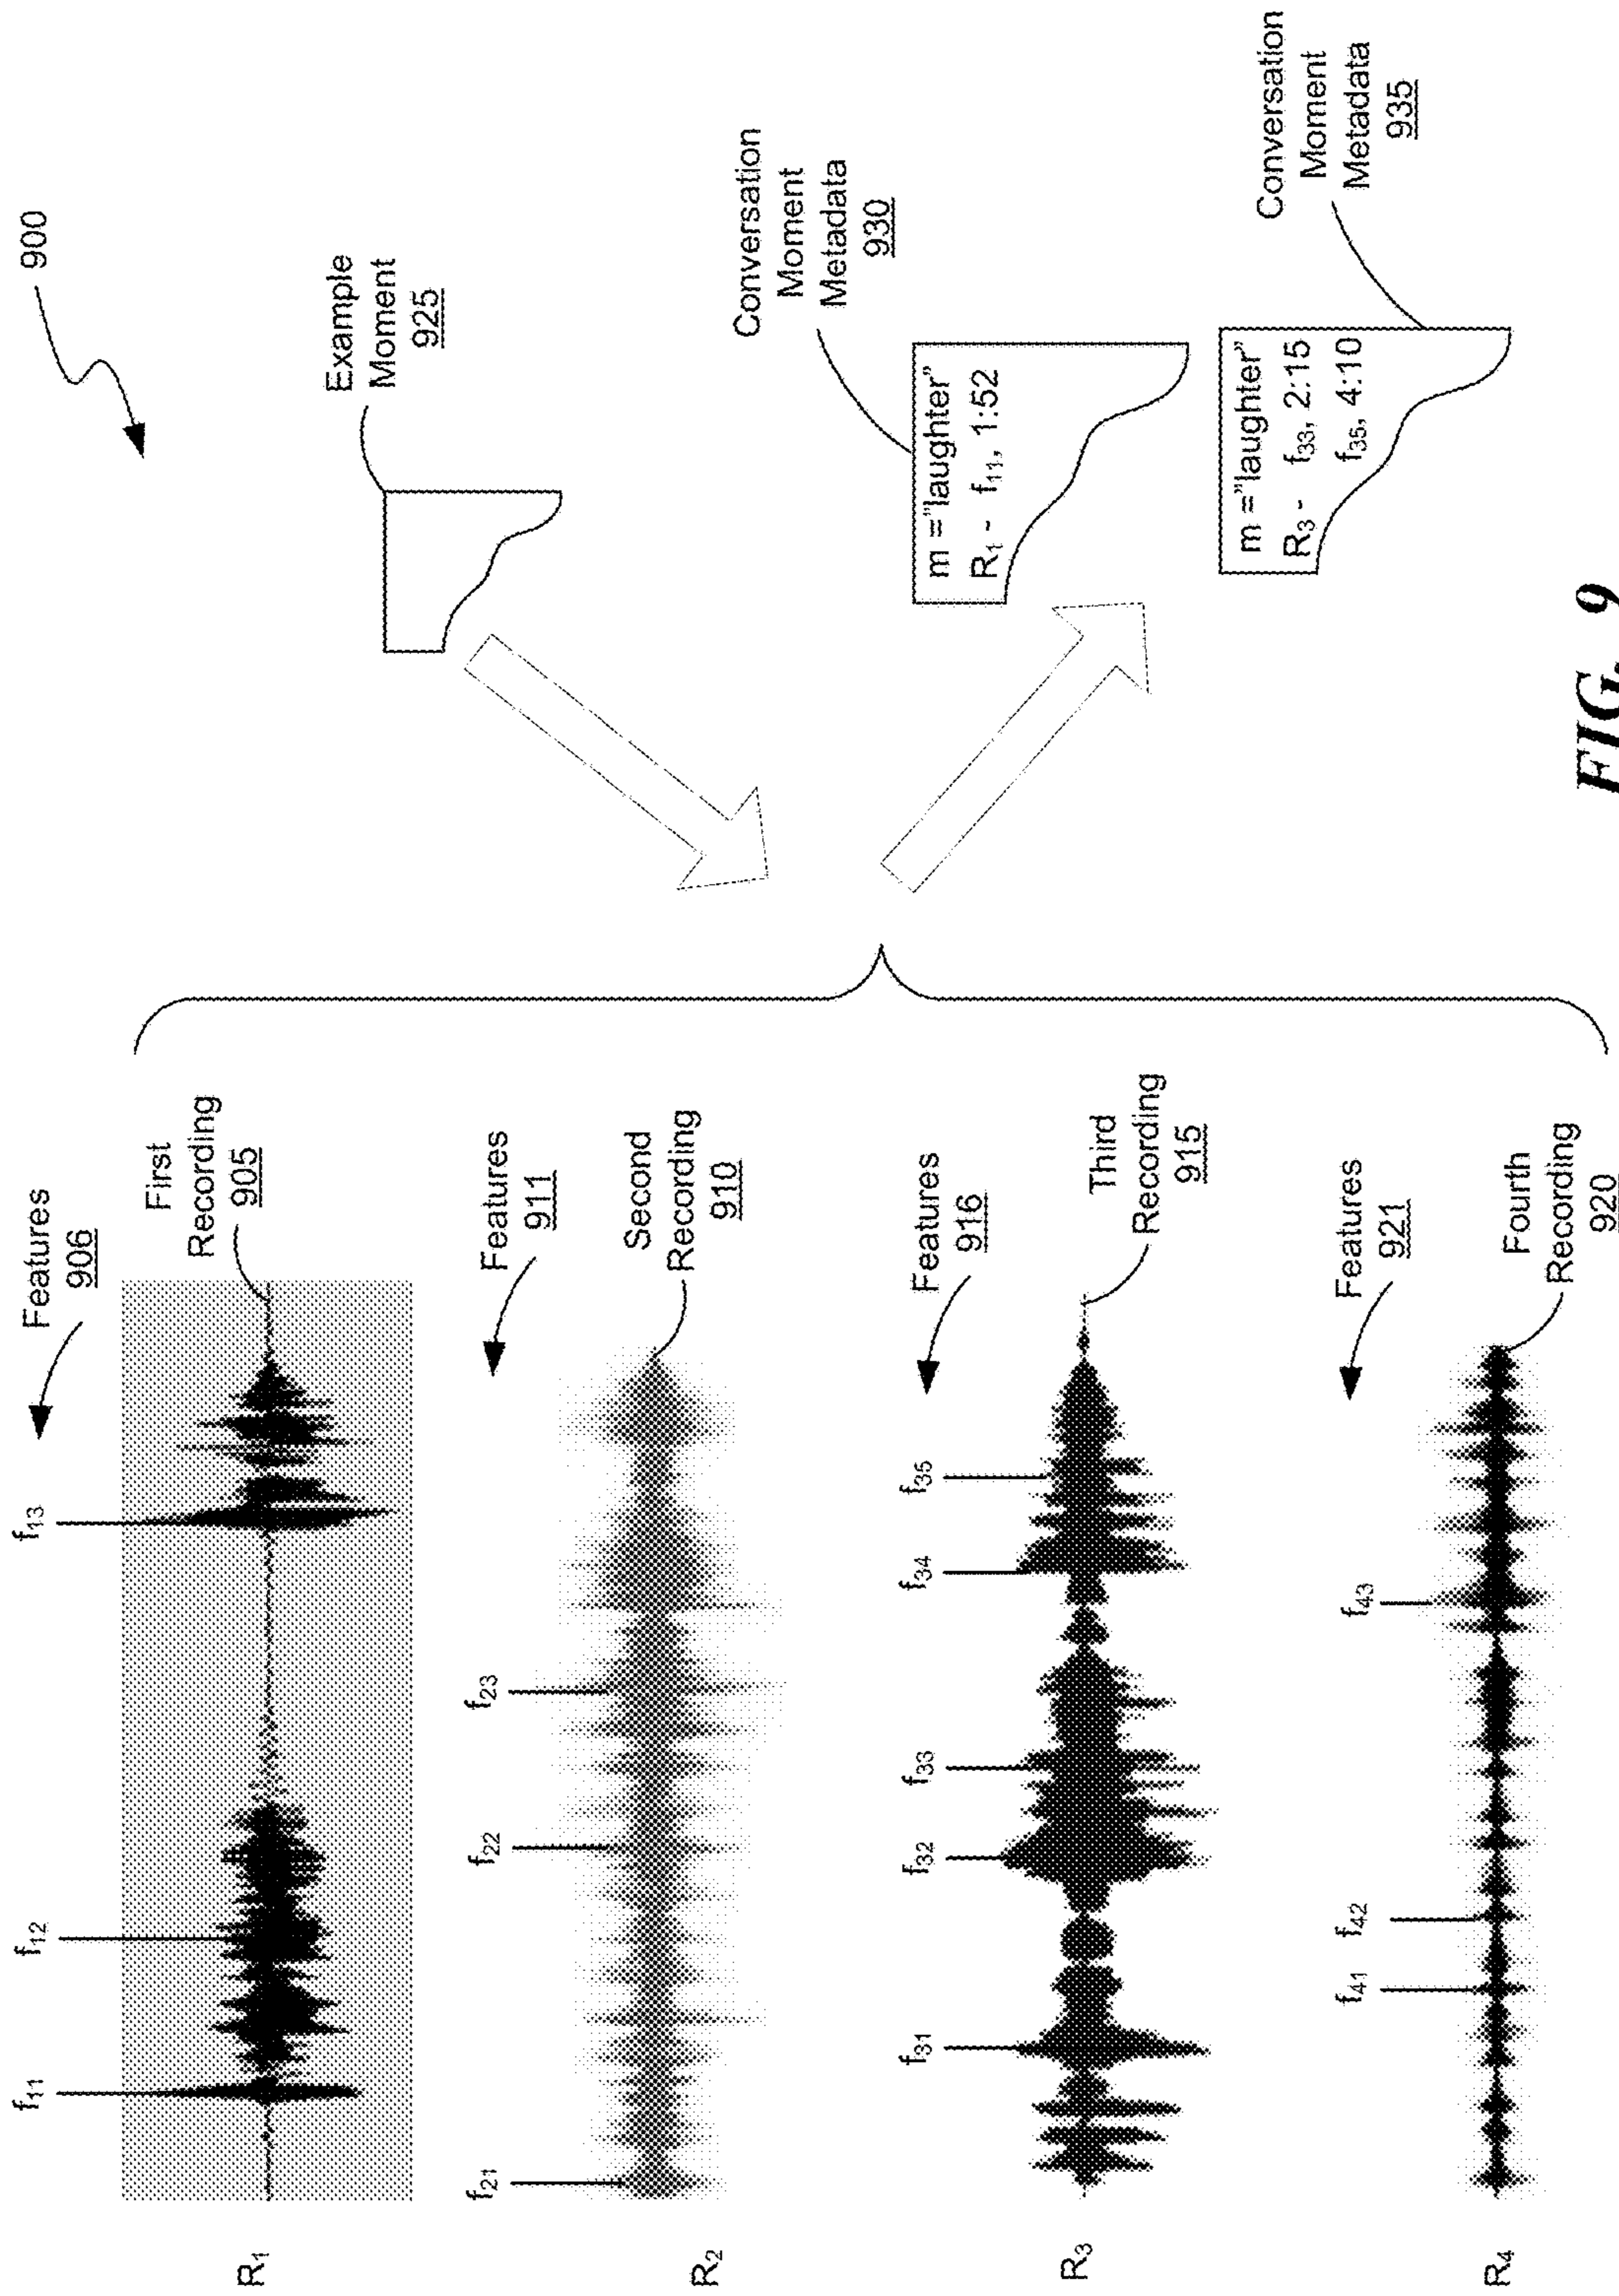 900
Features
906
f11
f12
f13
R1
First
Recording
905
Features
911
f21
f22
f23
R2
Second
Recording
910
Features
916
f31
f32
f33
f34
f35
R3
Third
Recording
915
Features
921
f41
f42
f43
R4
Fourth
Recording
920
Example
Moment
925
Conversation
Moment
Metadata
930
m ="laughter"
R1 - f11, 1:52
Conversation
Moment
Metadata
935
m ="laughter"
R3 - f33, 2:15
f35, 4:10
FIG. 9